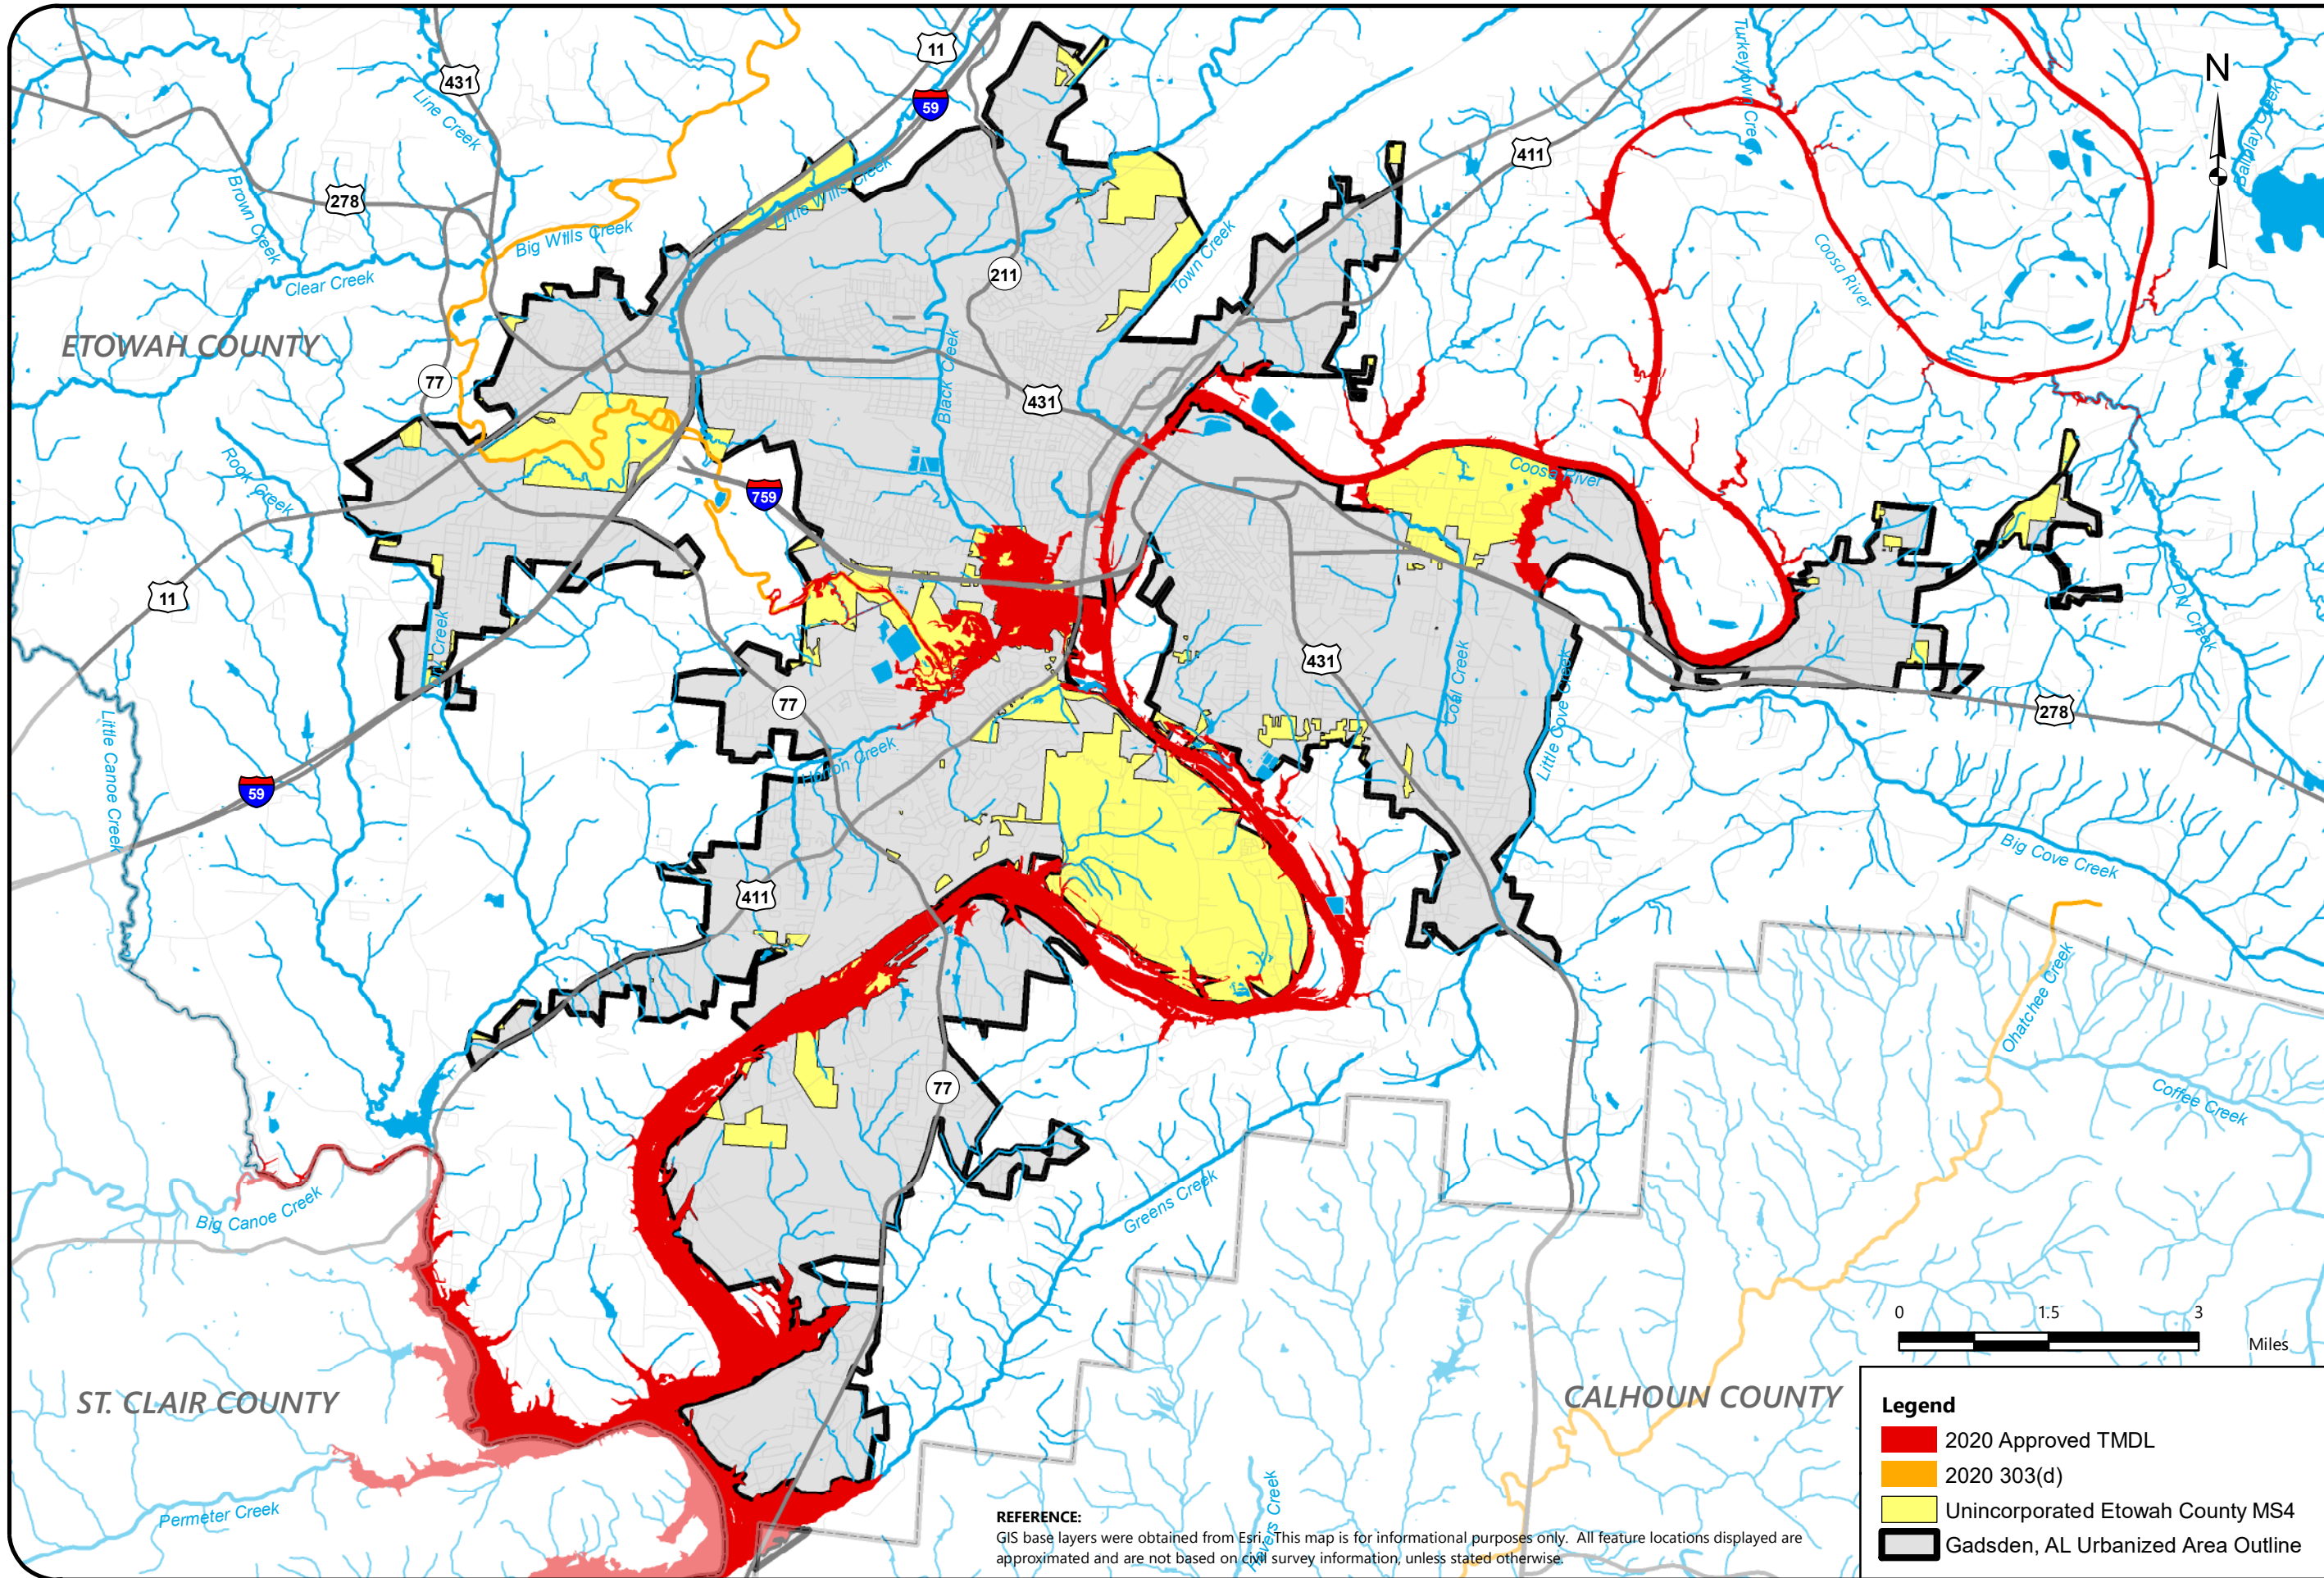 11
431
59
N
Turkeytown Creek
Line Creek
Ballplay Creek
411
278
Brown Creek
Little Wills Creek
Big Wills Creek
Clear Creek
211
Town Creek
Coosa River
ETOWAH COUNTY
77
Black Creek
431
Rook Creek
759
Coosa River
11
Creek
Dry Creek
431
Coal Creek
Little Cove Creek
77
278
Little Canoe Creek
Horton Creek
59
Big Cove Creek
411
Ohatchee Creek
77
Coffee Creek
Big Canoe Creek
Greens Creek
0 1.5 3
Miles
ST. CLAIR COUNTY
CALHOUN COUNTY
Permeter Creek
Legend
2020 Approved TMDL
2020 303(d)
Unincorporated Etowah County MS4
Gadsden, AL Urbanized Area Outline
REFERENCE:
GIS base layers were obtained from Esri. This map is for informational purposes only. All feature locations displayed are
approximated and are not based on civil survey information, unless stated otherwise.
Creek